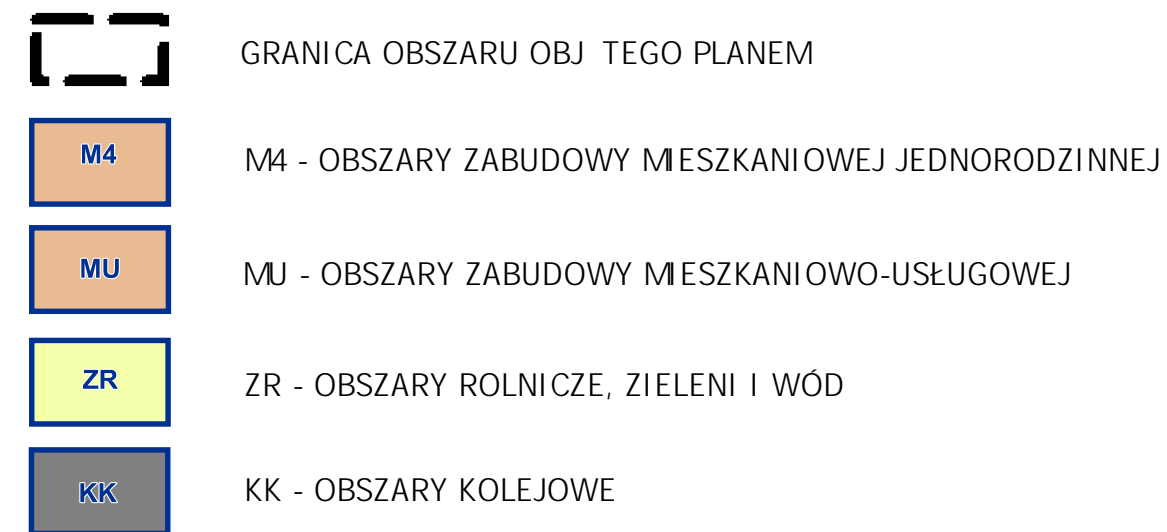 GRANICA OBSZARU OBJ TEGO PLANEM
M4 M4 - OBSZARY ZABUDOWY MIESZKANIOWEJ JEDNORODZINNEJ
MU MU - OBSZARY ZABUDOWY MIESZKANIOWO-USŁUGOWEJ
ZR ZR - OBSZARY ROLNICZE, ZIELENI I WÓD
KK KK - OBSZARY KOLEJOWE